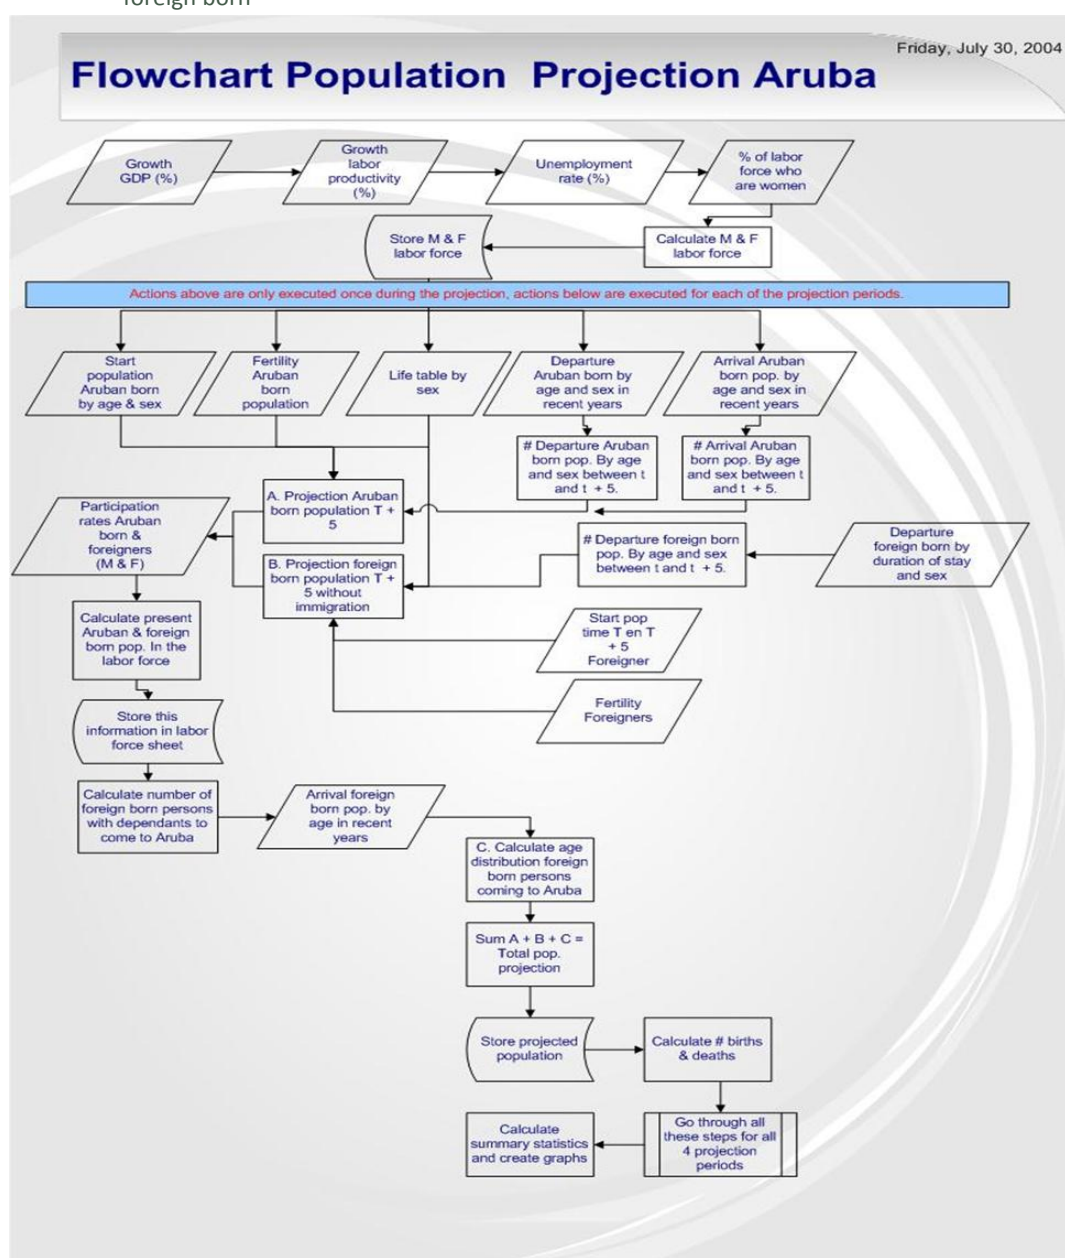 foreign born
Friday, July 30, 2004
Flowchart Population  Projection Aruba
Growth
GDP (%)
Growth
labor
productivity
(%)
Unemployment
rate (%)
% of labor
force who
are women
Store M & F
labor force
Calculate M & F
labor force
Actions above are only executed once during the projection, actions below are executed for each of the projection periods.
Start
population
Aruban born
by age & sex
Fertility
Aruban
born
population
Life table by
sex
Departure
Aruban born by
age and sex in
recent years
Arrival Aruban
born pop. by
age and sex in
recent years
# Departure Aruban
born pop. By age
and sex between t
and t + 5.
# Arrival Aruban
born pop. By age
and sex between t
and t + 5.
A. Projection Aruban
born population T +
5
Participation
rates Aruban
born &
foreigners
(M & F)
B. Projection foreign
born population T +
5 without
immigration
# Departure foreign born
pop. By age and sex
between t and t + 5.
Departure
foreign born by
duration of stay
and sex
Calculate present
Aruban & foreign
born pop. In the
labor force
Start pop
time T en T
+ 5
Foreigner
Fertility
Foreigners
Store this
information in labor
force sheet
Calculate number of
foreign born persons
with dependants to
come to Aruba
Arrival foreign
born pop. by
age in recent
years
C. Calculate age
distribution foreign
born persons
coming to Aruba
Sum A + B + C =
Total pop.
projection
Store projected
population
Calculate # births
& deaths
Go through all
these steps for all
4 projection
periods
Calculate
summary statistics
and create graphs